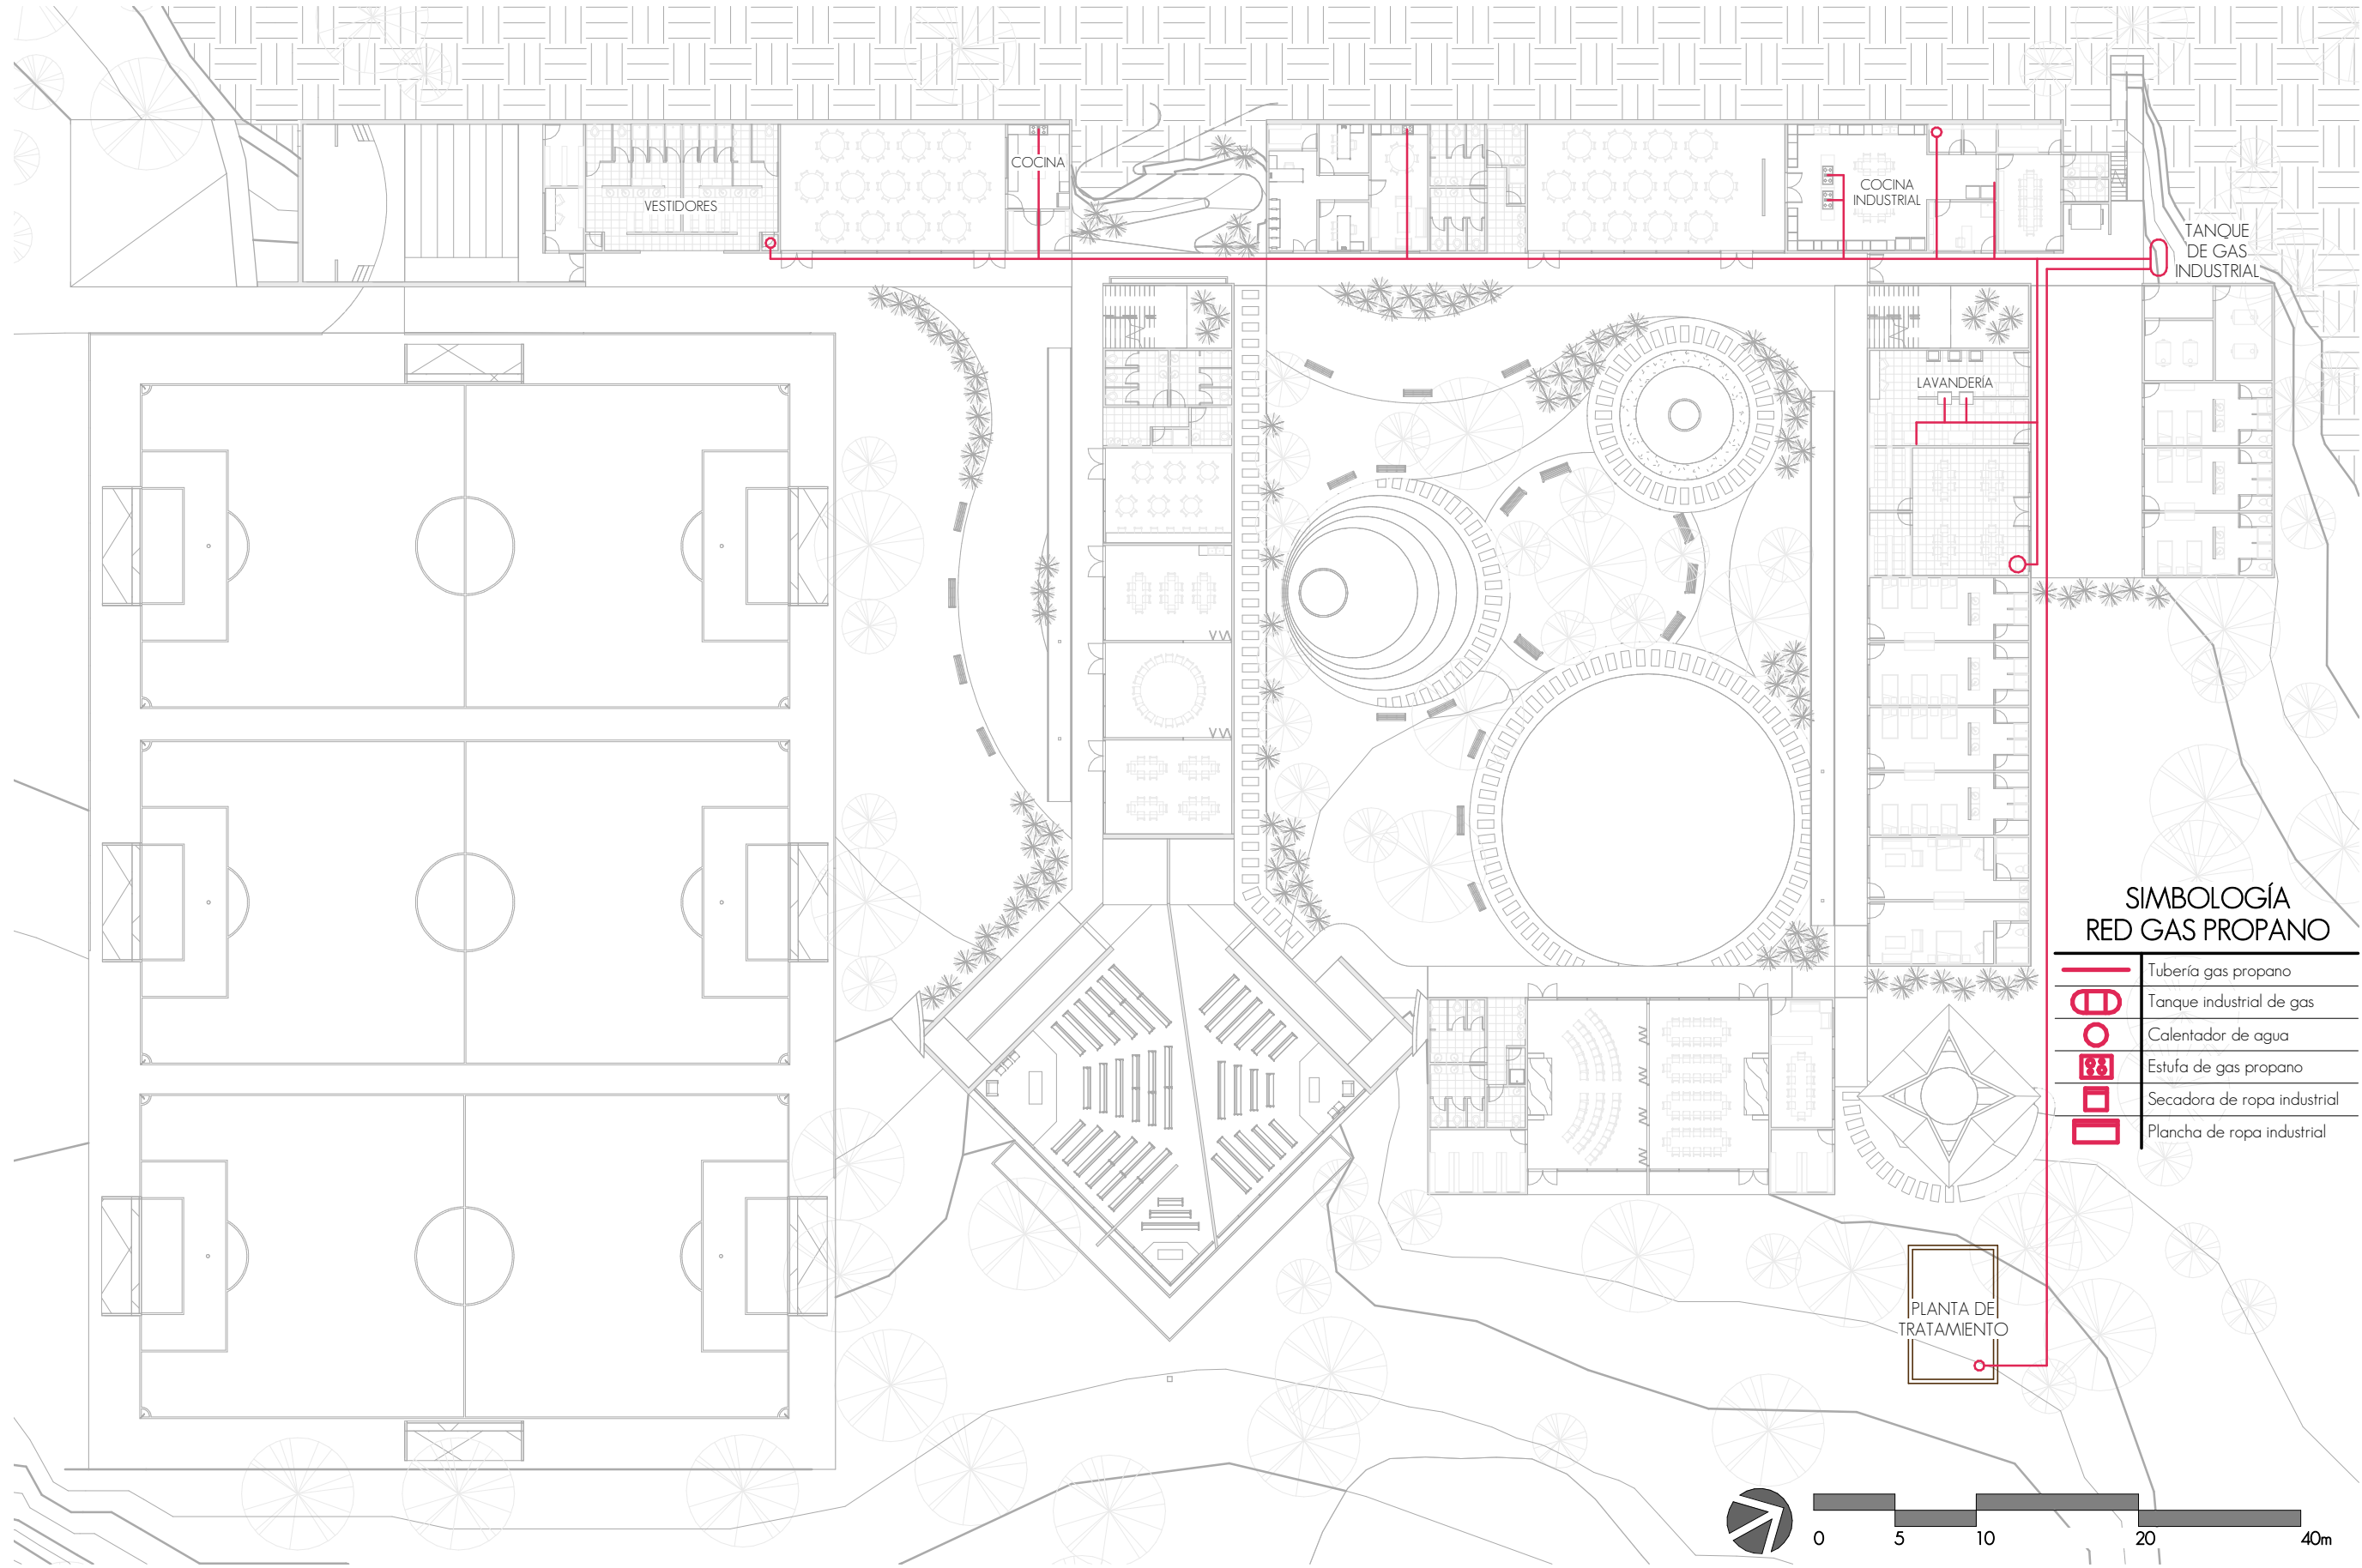 COCINA
VESTIDORES
COCINA
INDUSTRIAL
TANQUE
DE GAS
INDUSTRIAL
LAVANDERÍA
SIMBOLOGÍA
RED GAS PROPANO
Tubería gas propano
Tanque industrial de gas
Calentador de agua
Estufa de gas propano
Secadora de ropa industrial
Plancha de ropa industrial
PLANTA DE
TRATAMIENTO
0 5 10 20 40m